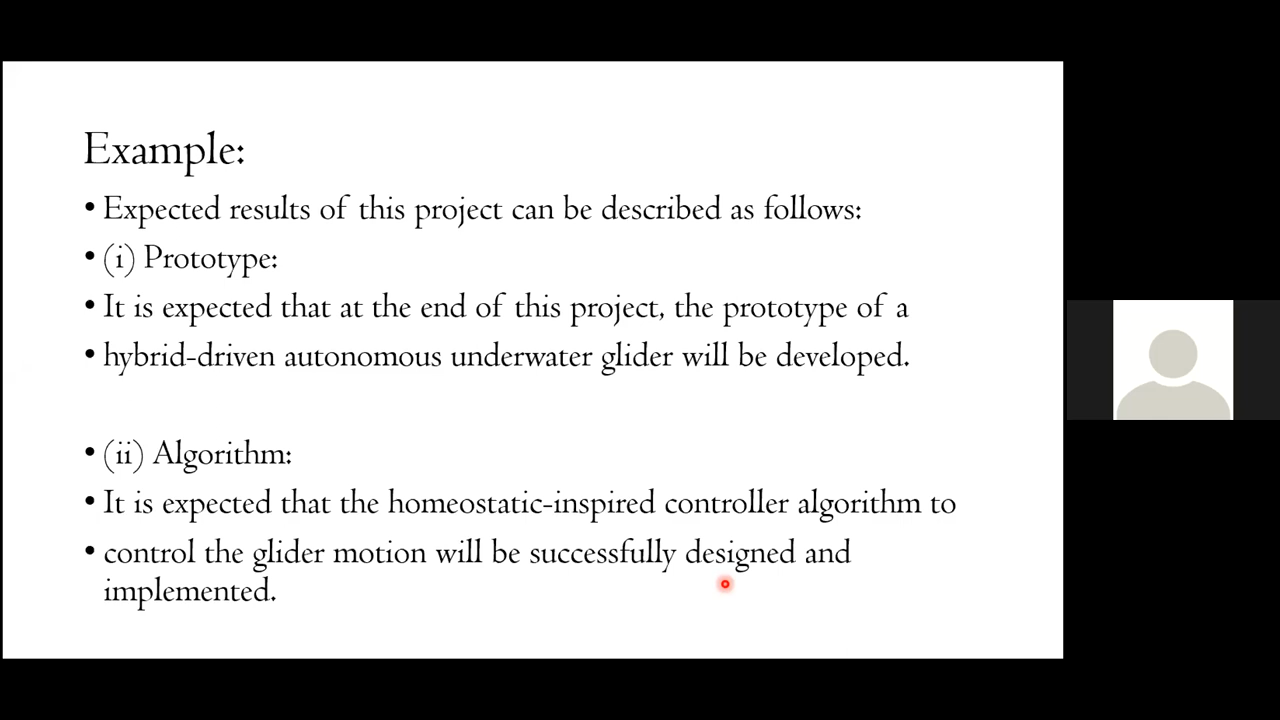 Example:
• Expected results of this project can be described as follows:
• (i) Prototype:
• It is expected that at the end of this project, the prototype of a
• hybrid-driven autonomous underwater glider will be developed.
• (ii) Algorithm:
• It is expected that the homeostatic-inspired controller algorithm to
• control the glider motion will be successfully designed and
implemented.